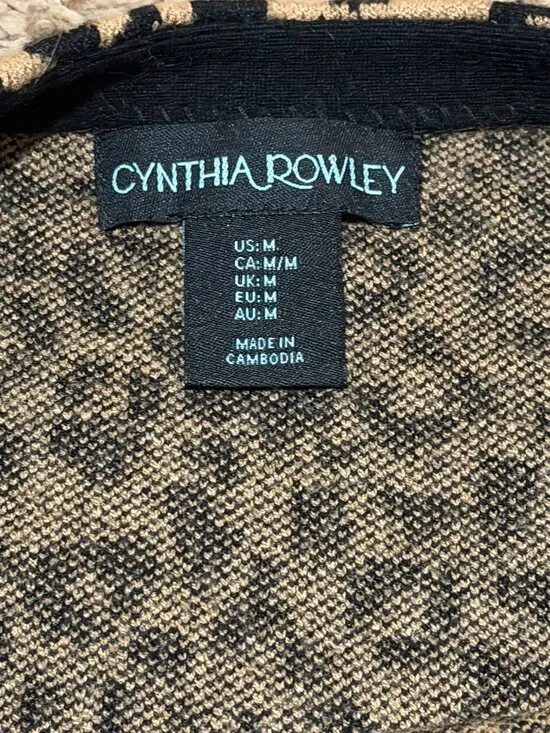 CYNTHIA ROWLEY
US: M
CA: M/M
UK: M
EU: M
AU: M
MADE IN
CAMBODIA